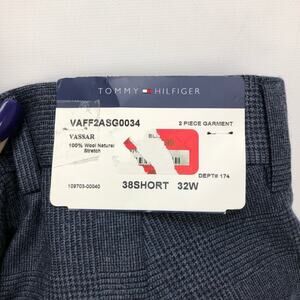 TOMMY HILFIGER
VAFF2ASG0034
2 PIECE GARMENT
VASSAR
100% Wool Natural
Stretch
DEPT# 174
109703-00040
38SHORT 32W